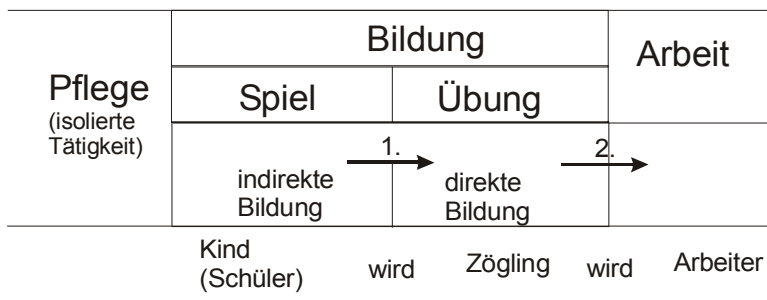 Bildung
Arbeit
Pflege
(isolierte
Tätigkeit)
Spiel
Übung
1.
2.
indirekte
Bildung
direkte
Bildung
Kind
(Schüler)
wird
Zögling
wird
Arbeiter